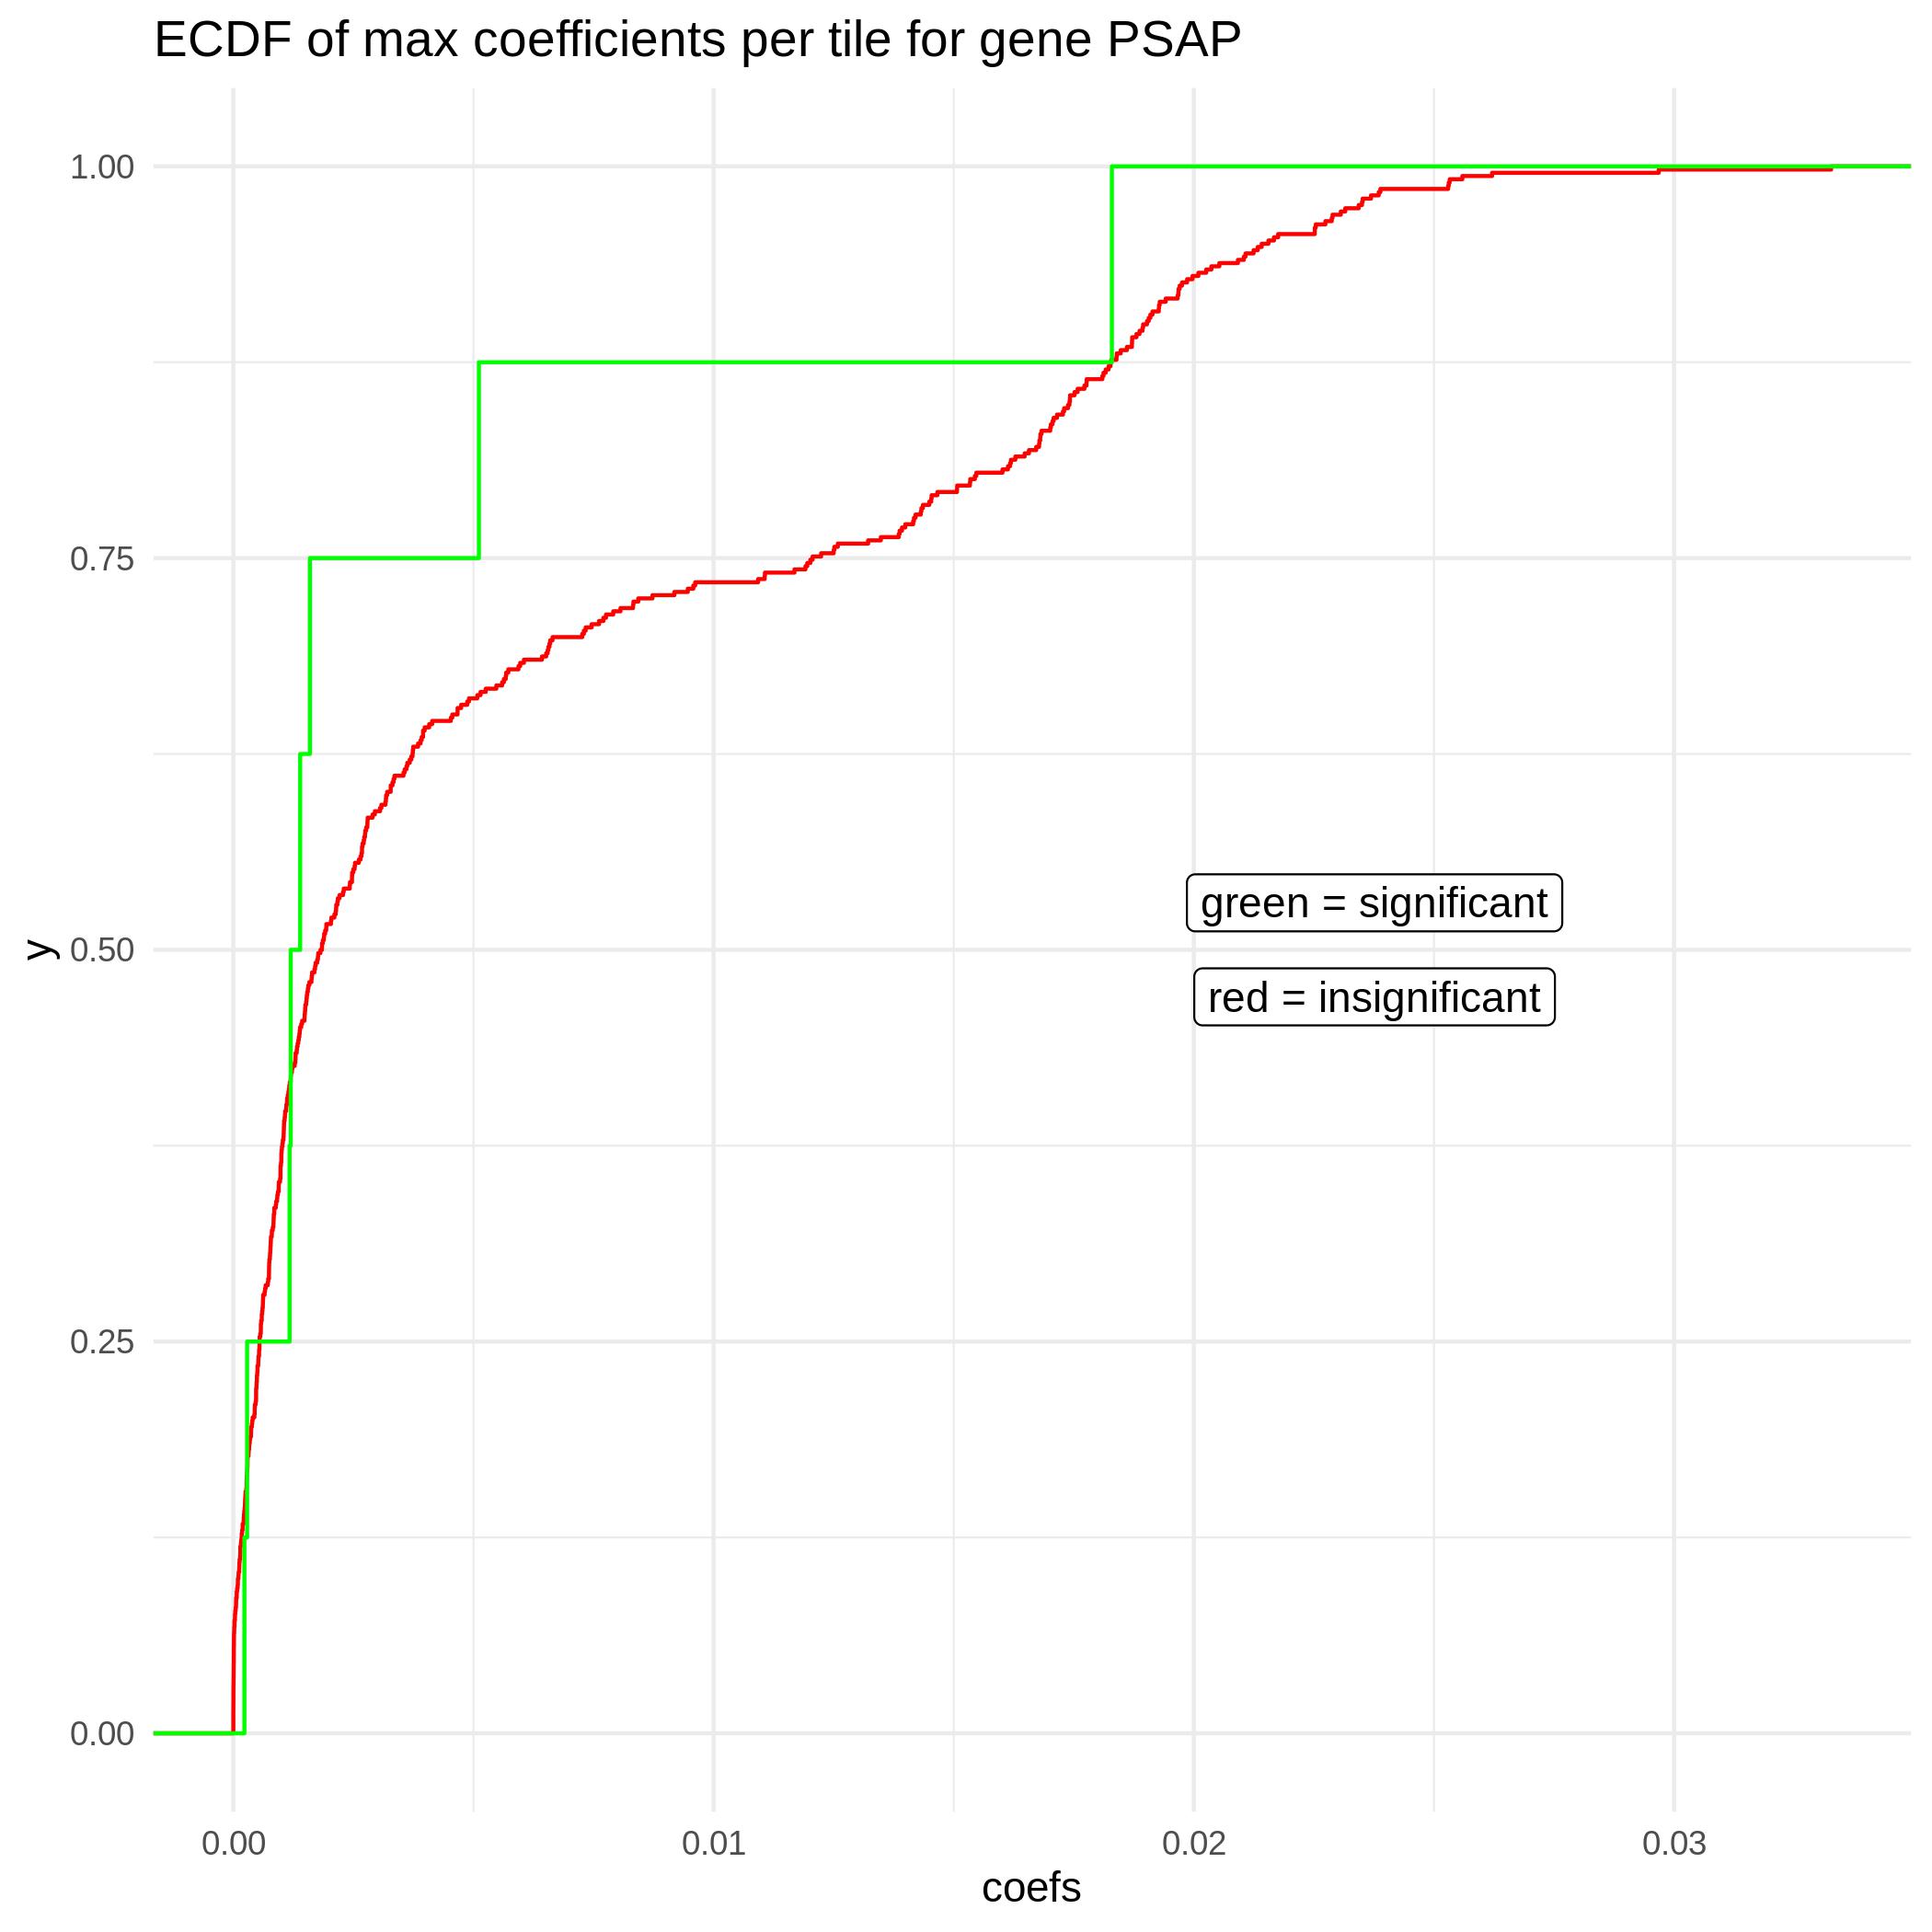 ECDF of max coefficients per tile for gene PSAP
1.00
0.75
0.50
0.25
0.00
y
green = significant
red = insignificant
0.00 0.01 0.02 0.03
coefs